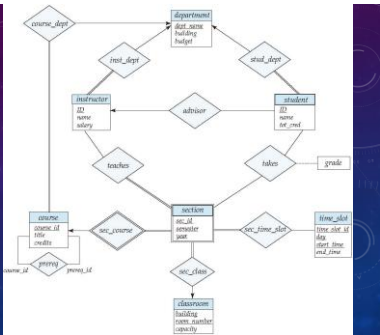 department
course_dept
dept_name
building
budget
inst_dept
stud_dept
instructor
ID
name
salary
advisor
student
ID
name
tot_cred
teaches
takes
grade
course
course_id
title
credits
sec_course
section
sec_id
semester
year
sec_time_slot
time_slot
time_slot_id
day
start_time
end_time
course_id
prereq
prereq_id
sec_class
classroom
building
room_number
capacity